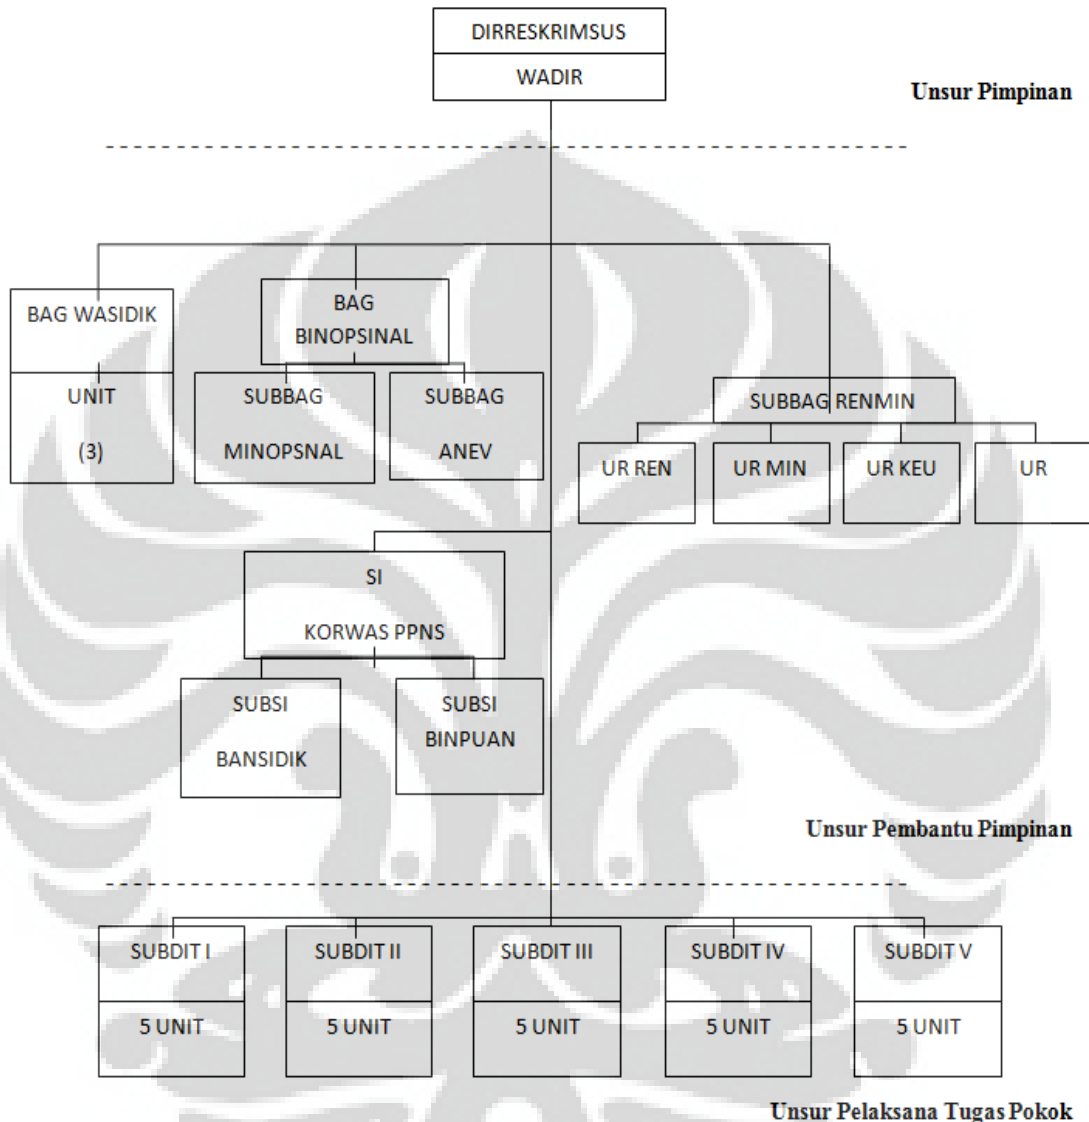 DIRRESKRIMSUS
WADIR
Unsur Pimpinan
BAG WASIDIK
UNIT
(3)
BAG
BINOPSINAL
SUBBAG
MINOPSNAL
SUBBAG
ANEV
SUBBAG RENMIN
UR REN
UR MIN
UR KEU
UR
SI
KORWAS PPNS
SUBSI
BANSIDIK
SUBSI
BINPUAN
Unsur Pembantu Pimpinan
SUBDIT I
SUBDIT II
SUBDIT III
SUBDIT IV
SUBDIT V
5 UNIT
5 UNIT
5 UNIT
5 UNIT
5 UNIT
Unsur Pelaksana Tugas Pokok